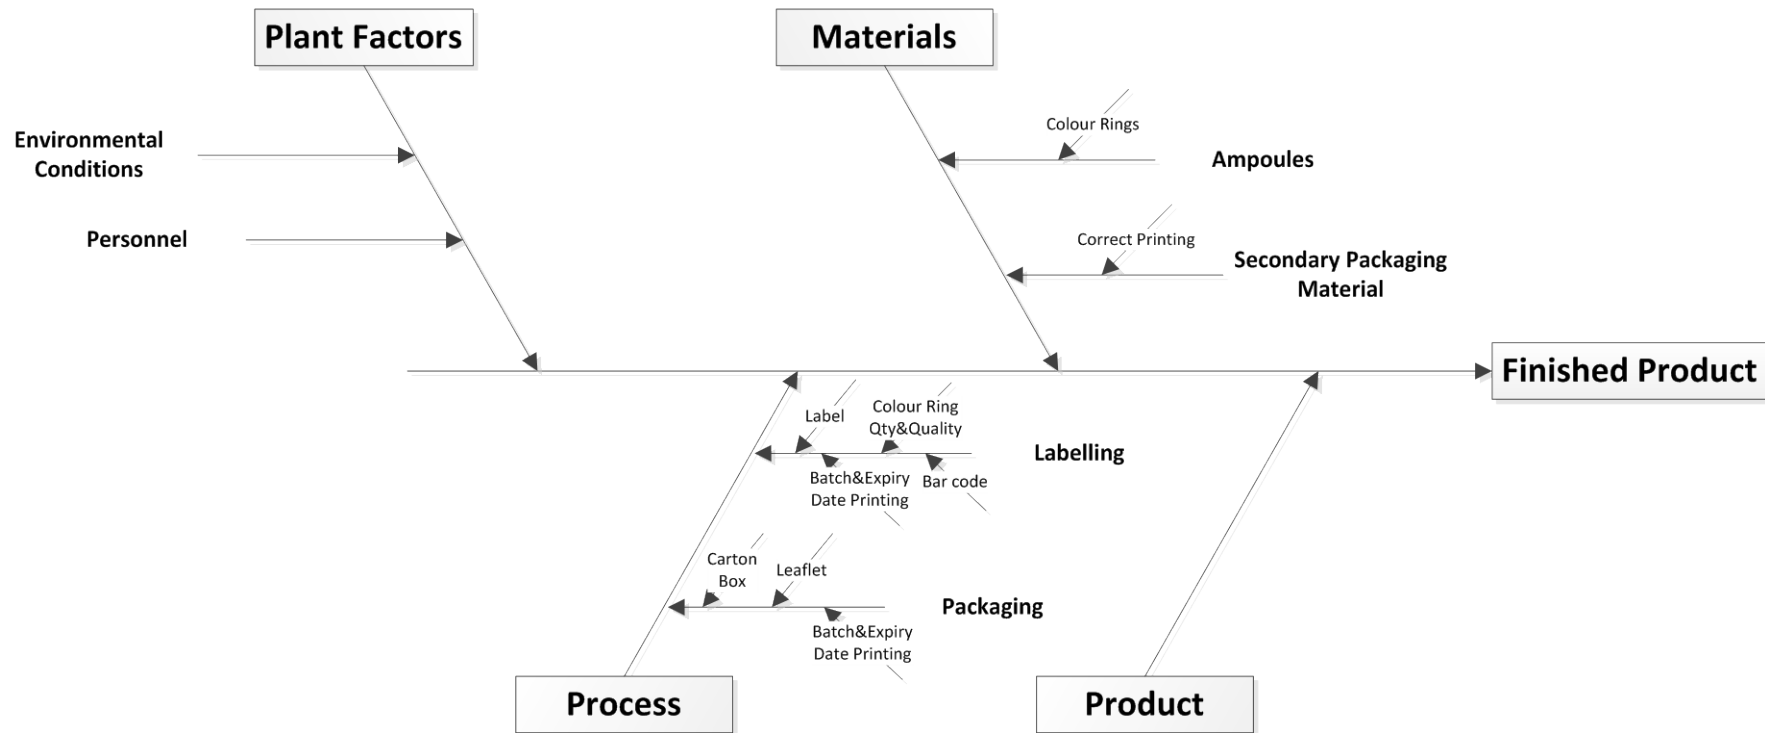 Plant Factors
Materials
Environmental
Conditions
Personnel
Colour Rings
Ampoules
Correct Printing
Secondary Packaging
Material
Finished Product
Label
Colour Ring
Qty&Quality
Labelling
Batch&Expiry
Date Printing
Bar code
Carton
Box
Leaflet
Packaging
Batch&Expiry
Date Printing
Process
Product